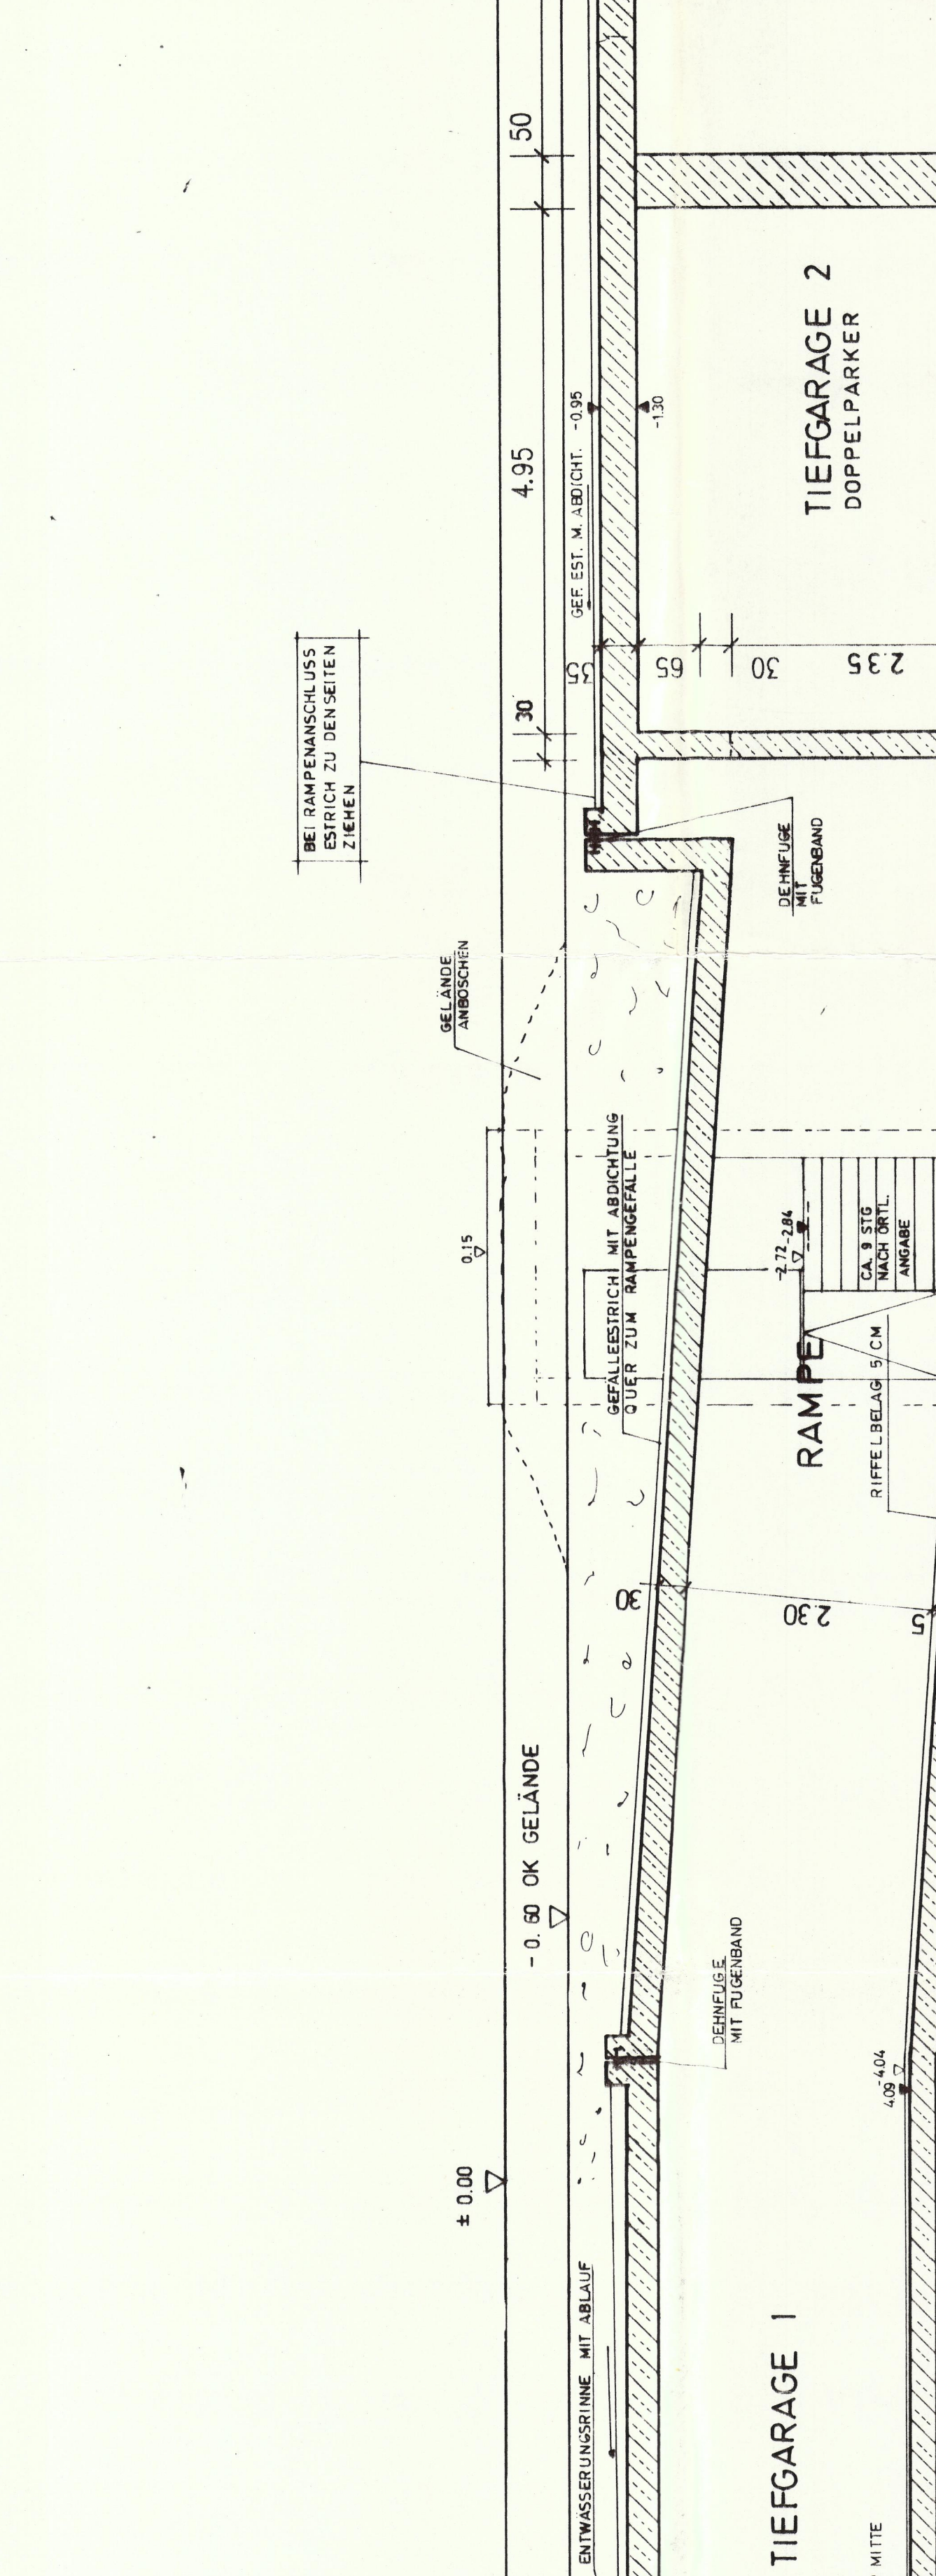 BEI RAMPENANSCHLUSS
ESTRICH ZU DEN SEITEN
ZIEHEN
GELÄNDE
ANBÖSCHEN
0.15
± 0.00
50
4.95
30
- 0.60 OK GELÄNDE
GEF. EST. M. ABDICHT. -0.95
-1.30
35
65
30
2.35
TIEFGARAGE 2
DOPPELPARKER
DEHNFUGE
MIT
FUGENBAND
GEFÄLLEESTRICH MIT ABDICHTUNG
QUER ZUM RAMPENGEFÄLLE
-2.72
-2.84
CA. 9 STG
NACH ÖRTL.
ANGABE
RAMPE
RIFFELBELAG 5 CM
30
2.30
5
DEHNFUGE
MIT FUGENBAND
-4.04
4.09
ENTWÄSSERUNGSRINNE MIT ABLAUF
TIEFGARAGE 1
MITTE